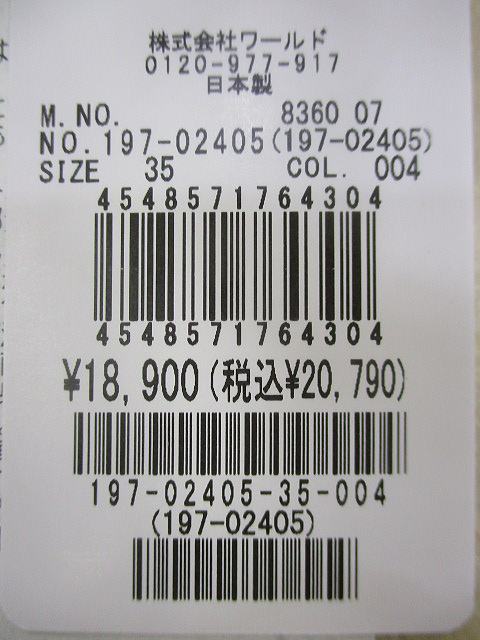 株式会社ワールド
0120-977-917
日本製
M.NO. 8360 07
NO.197-02405(197-02405)
SIZE 35 COL. 004
4548571764304
4548571764304
¥18,900(税込¥20,790)
197-02405-35-004
(197-02405)